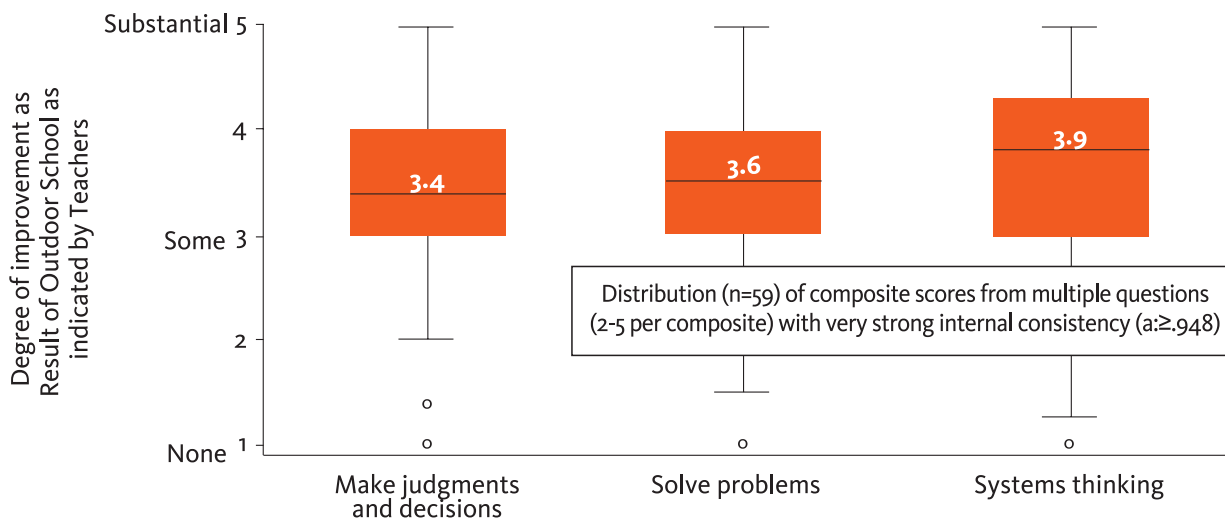 Degree of improvement as
Result of Outdoor School as
indicated by Teachers
Substantial 5
4
Some 3
2
None 1
3.4
3.6
3.9
Distribution (n=59) of composite scores from multiple questions
(2-5 per composite) with very strong internal consistency (a:≥.948)
Make judgments
and decisions
Solve problems
Systems thinking